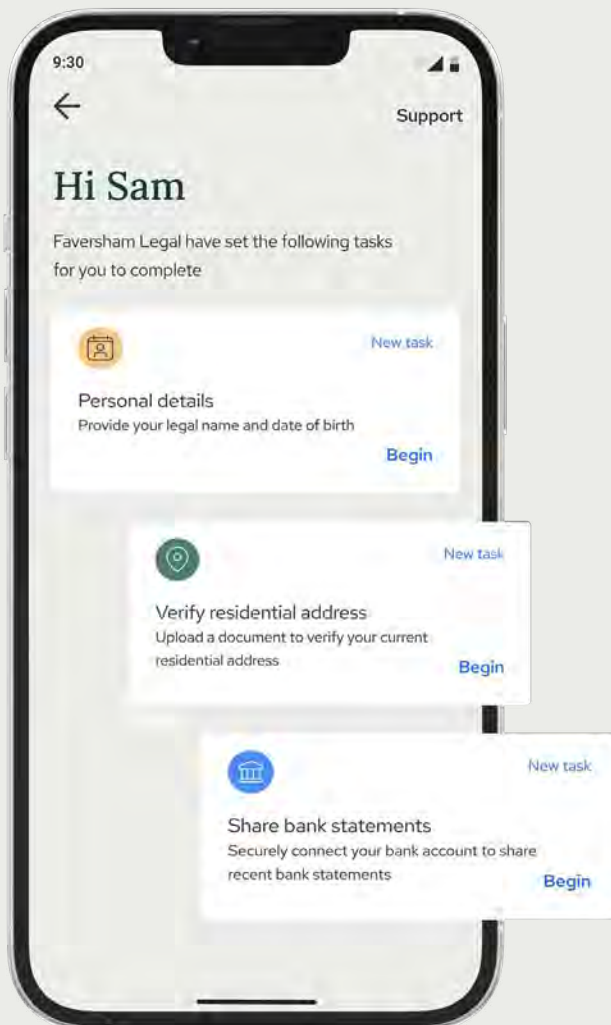 9:30
Support
Hi Sam
Faversham Legal have set the following tasks
for you to complete
New task
Personal details
Provide your legal name and date of birth
Begin
New task
Verify residential address
Upload a document to verify your current
residential address
Begin
New task
Share bank statements
Securely connect your bank account to share
recent bank statements
Begin